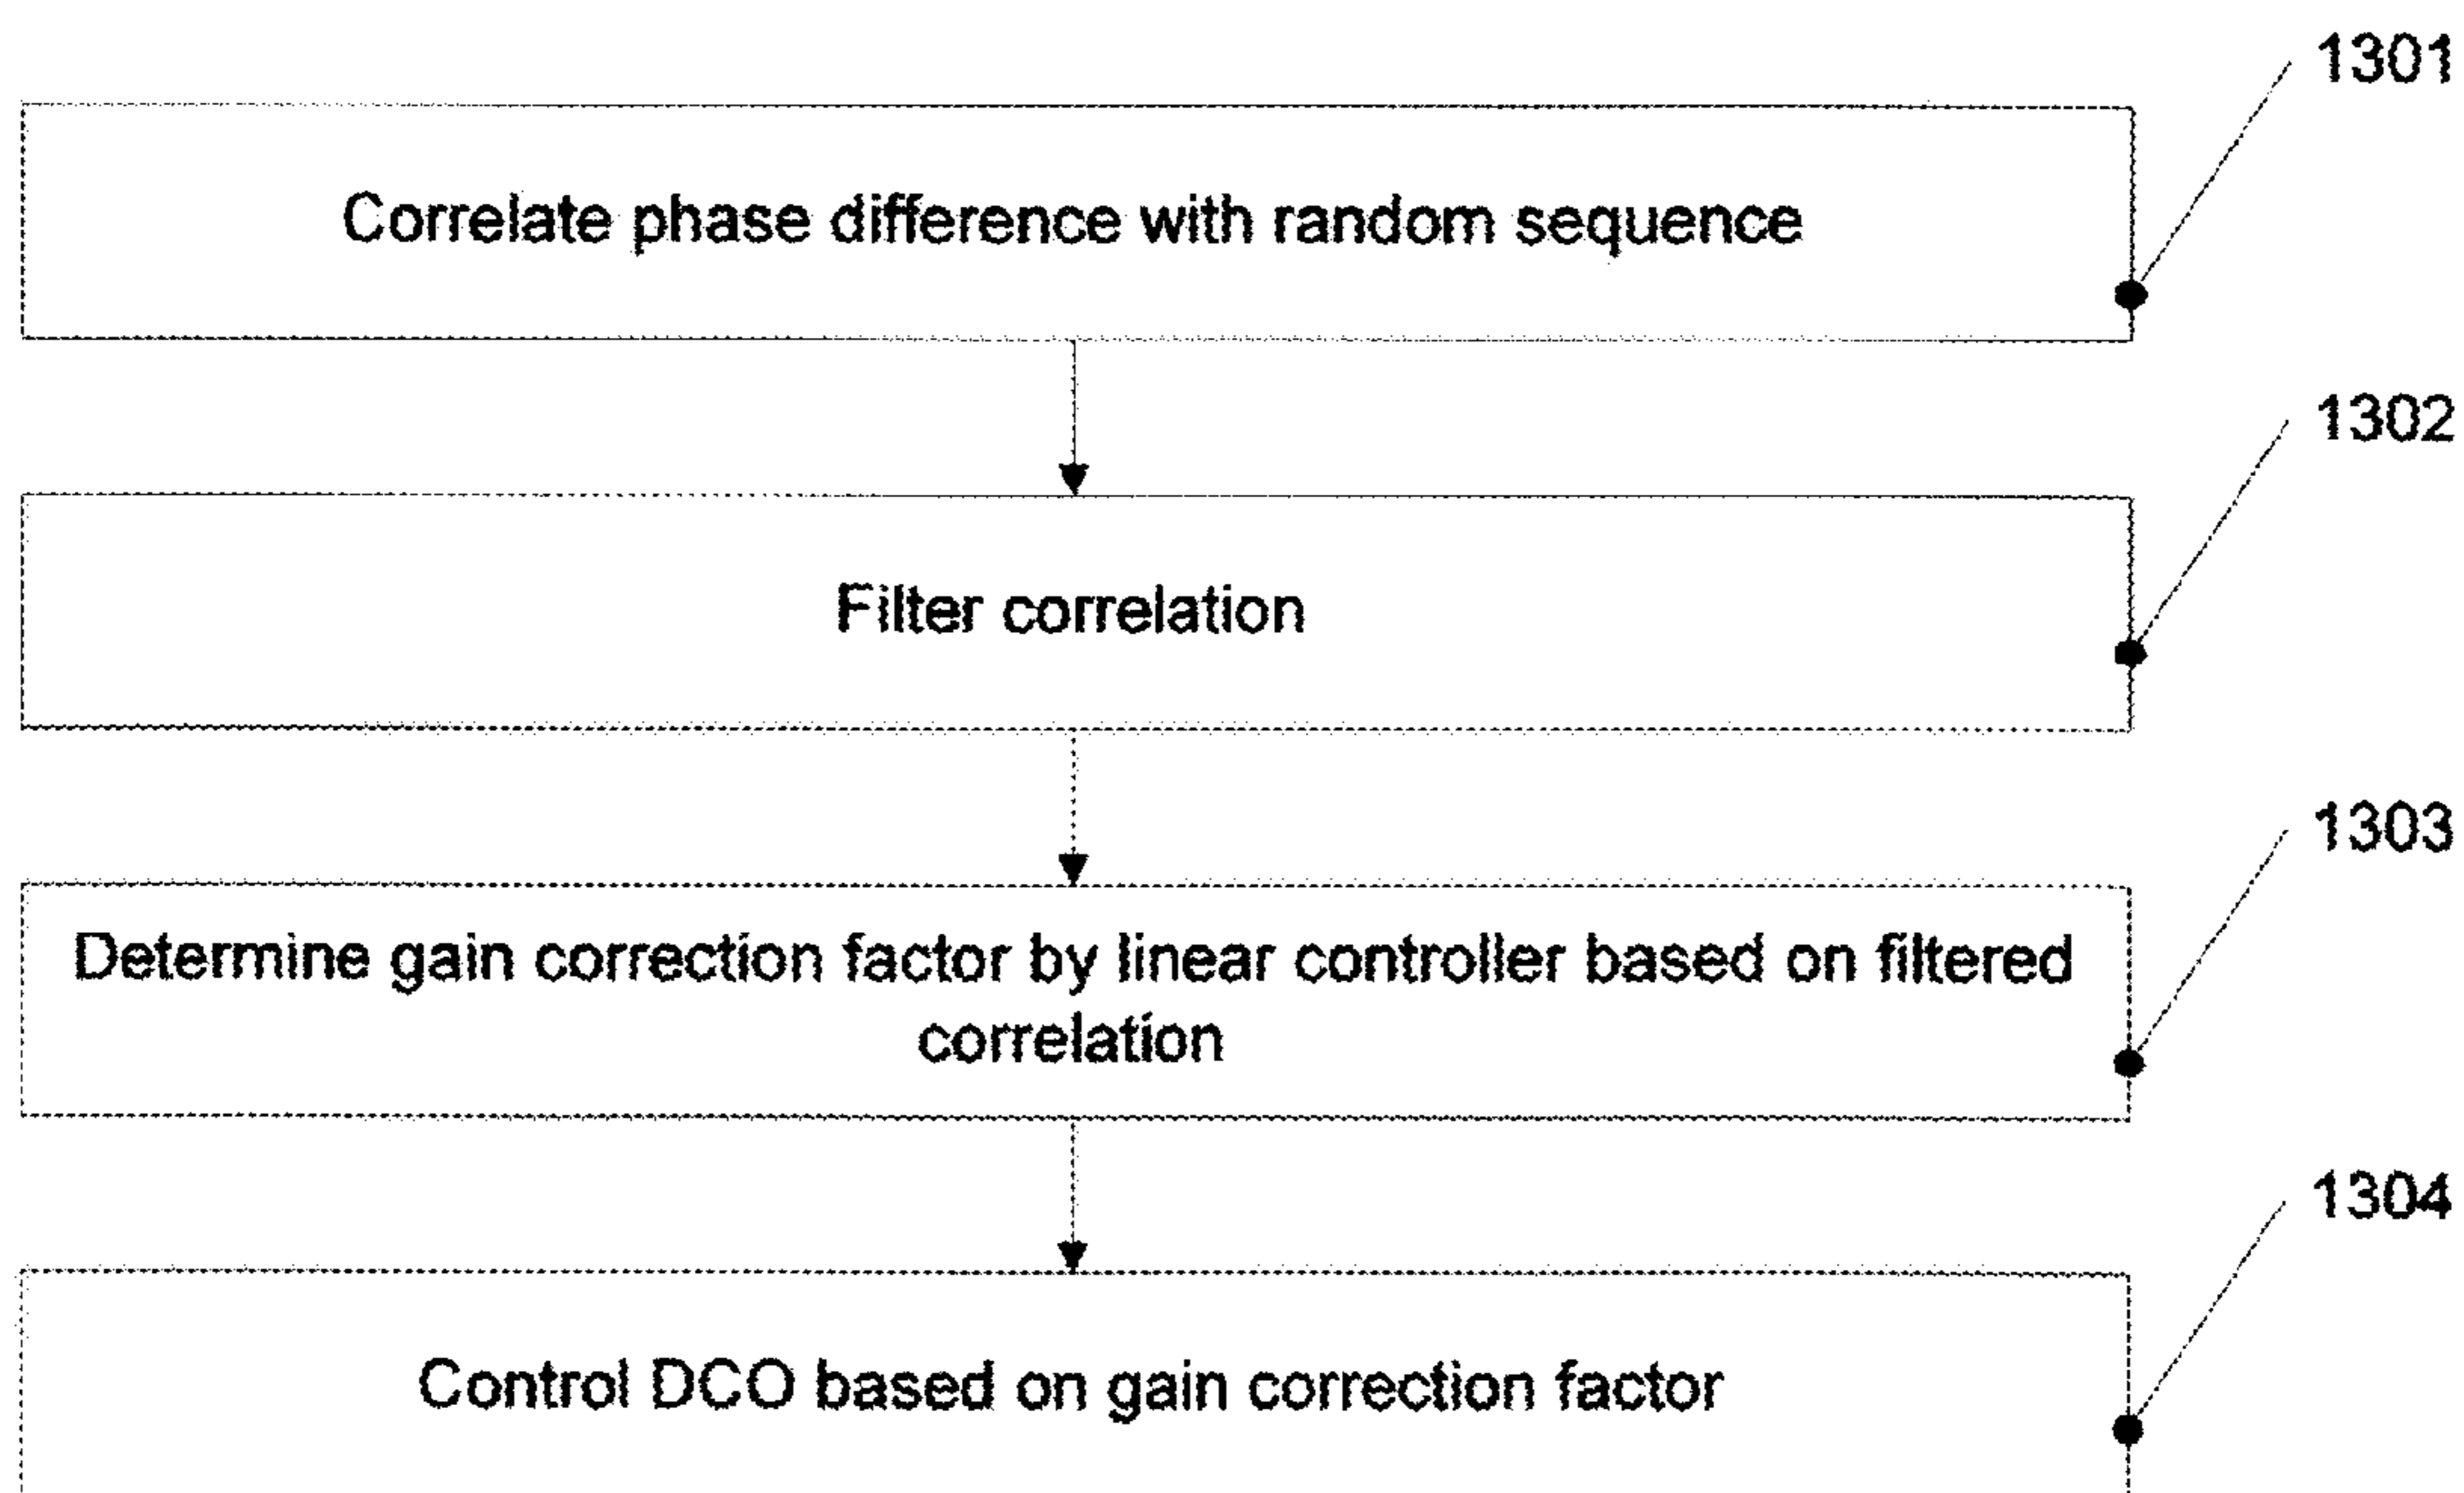 1301
Correlate phase difference with random sequence
1302
Filter correlation
1303
Determine gain correction factor by linear controller based on filtered
correlation
1304
Control DCO based on gain correction factor